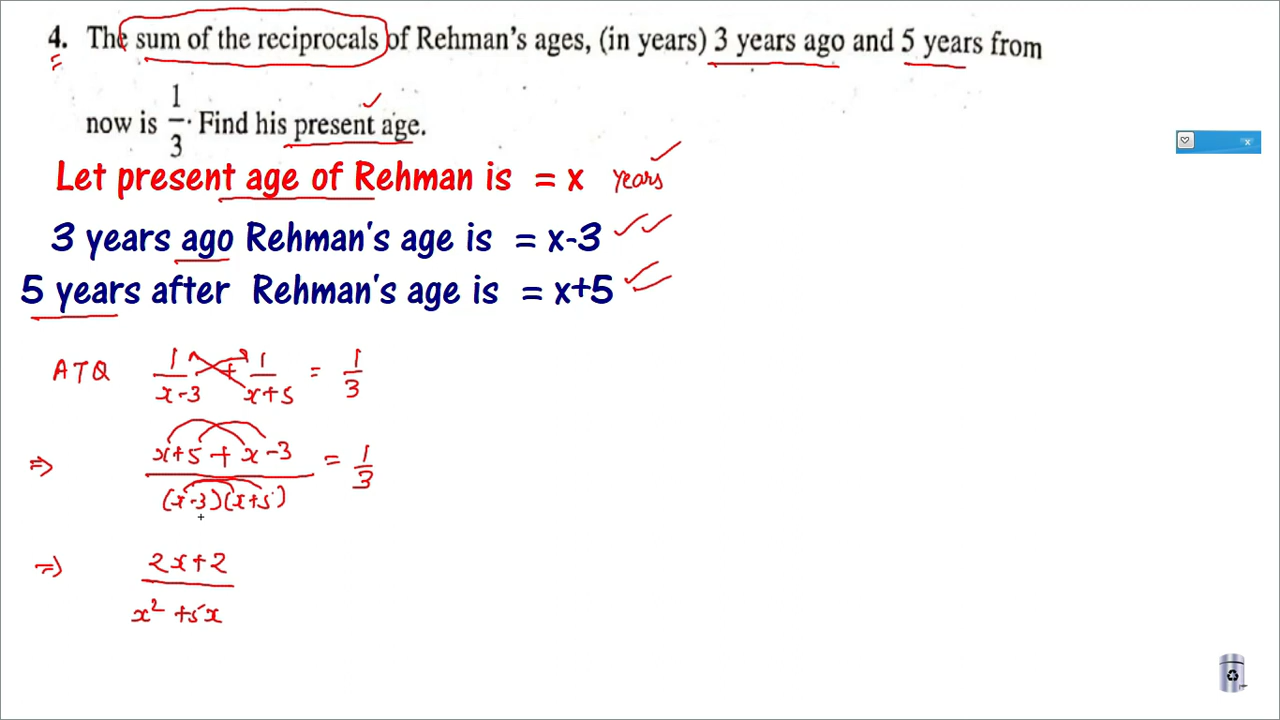 4. The sum of the reciprocals of Rehman's ages, (in years) 3 years ago and 5 years from
now is 1/3. Find his present age.
Let present age of Rehman is = x years
3 years ago Rehman's age is = x-3
5 years after Rehman's age is = x+5
ATQ 1/(x-3) + 1/(x+5) = 1/3
⇒ (x+5+x-3)/((x-3)(x+5)) = 1/3
⇒ (2x+2)/(x² +5x